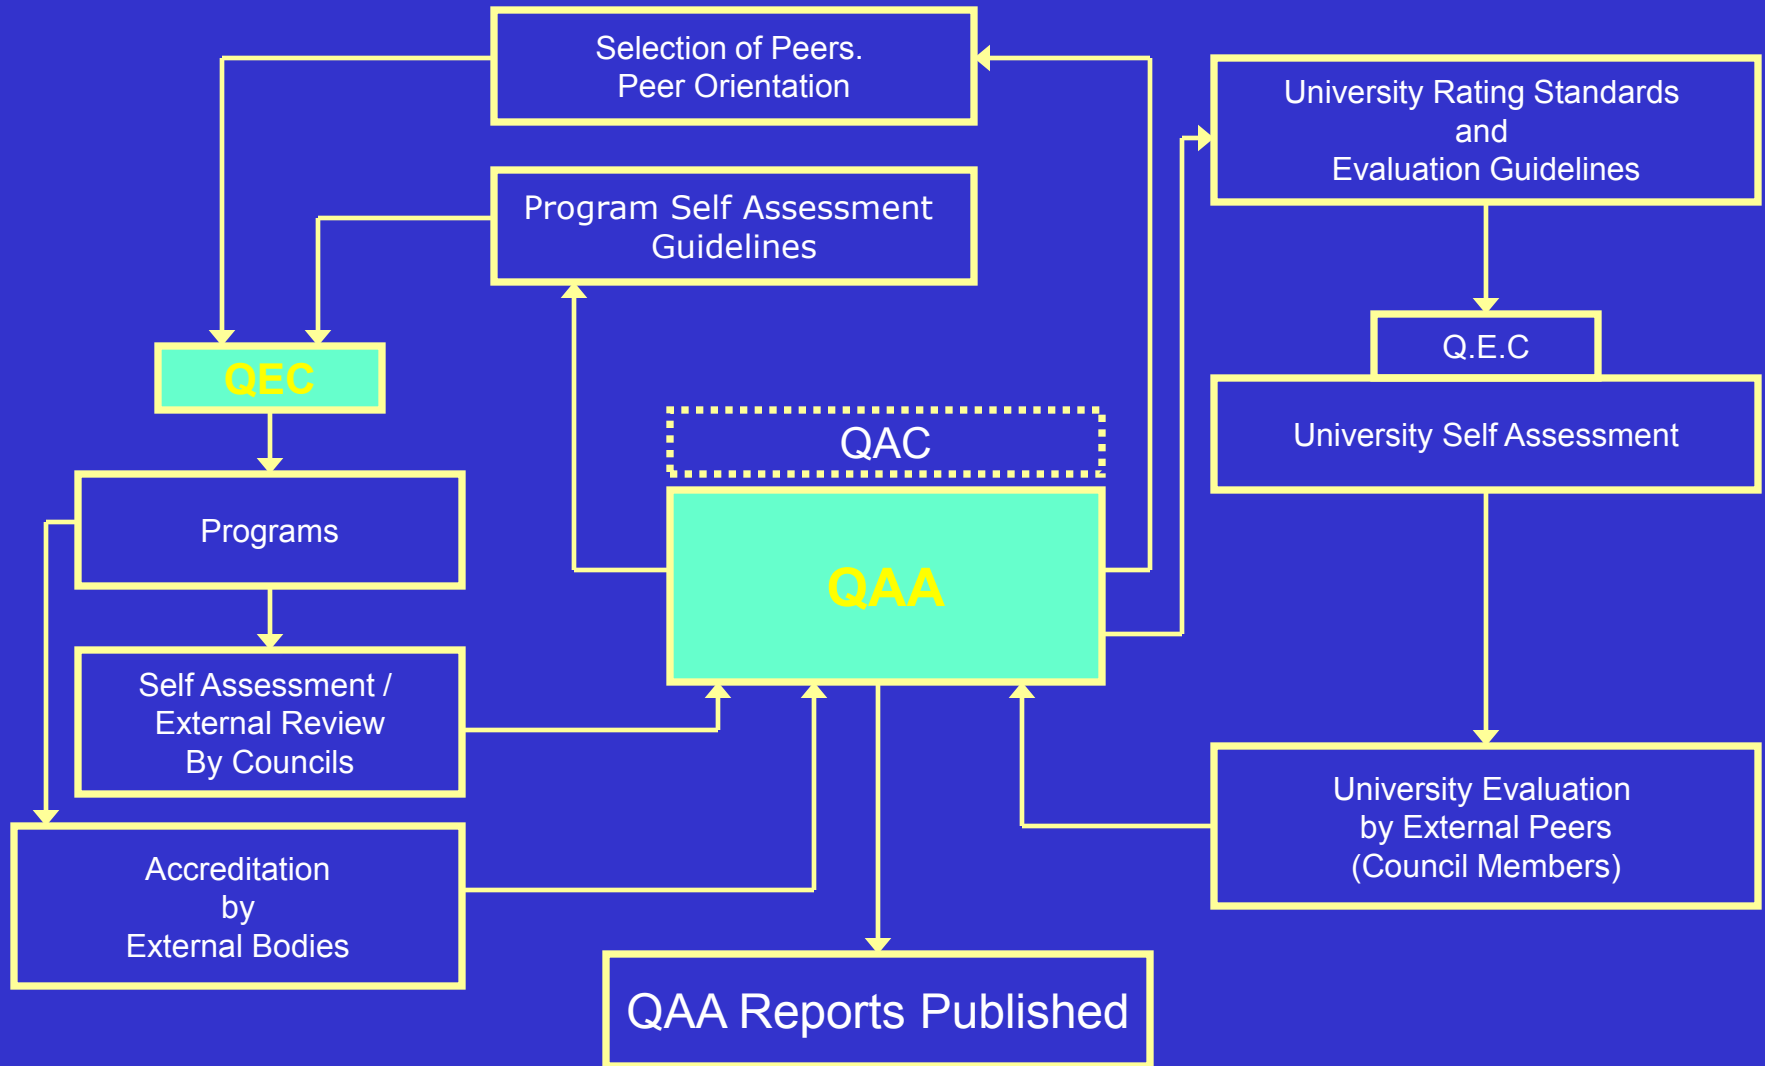 Selection of Peers.
Peer Orientation
University Rating Standards
and
Evaluation Guidelines
Program Self Assessment
Guidelines
QEC
Q.E.C
University Self Assessment
QAC
Programs
QAA
Self Assessment /
External Review
By Councils
University Evaluation
by External Peers
(Council Members)
Accreditation
by
External Bodies
QAA Reports Published